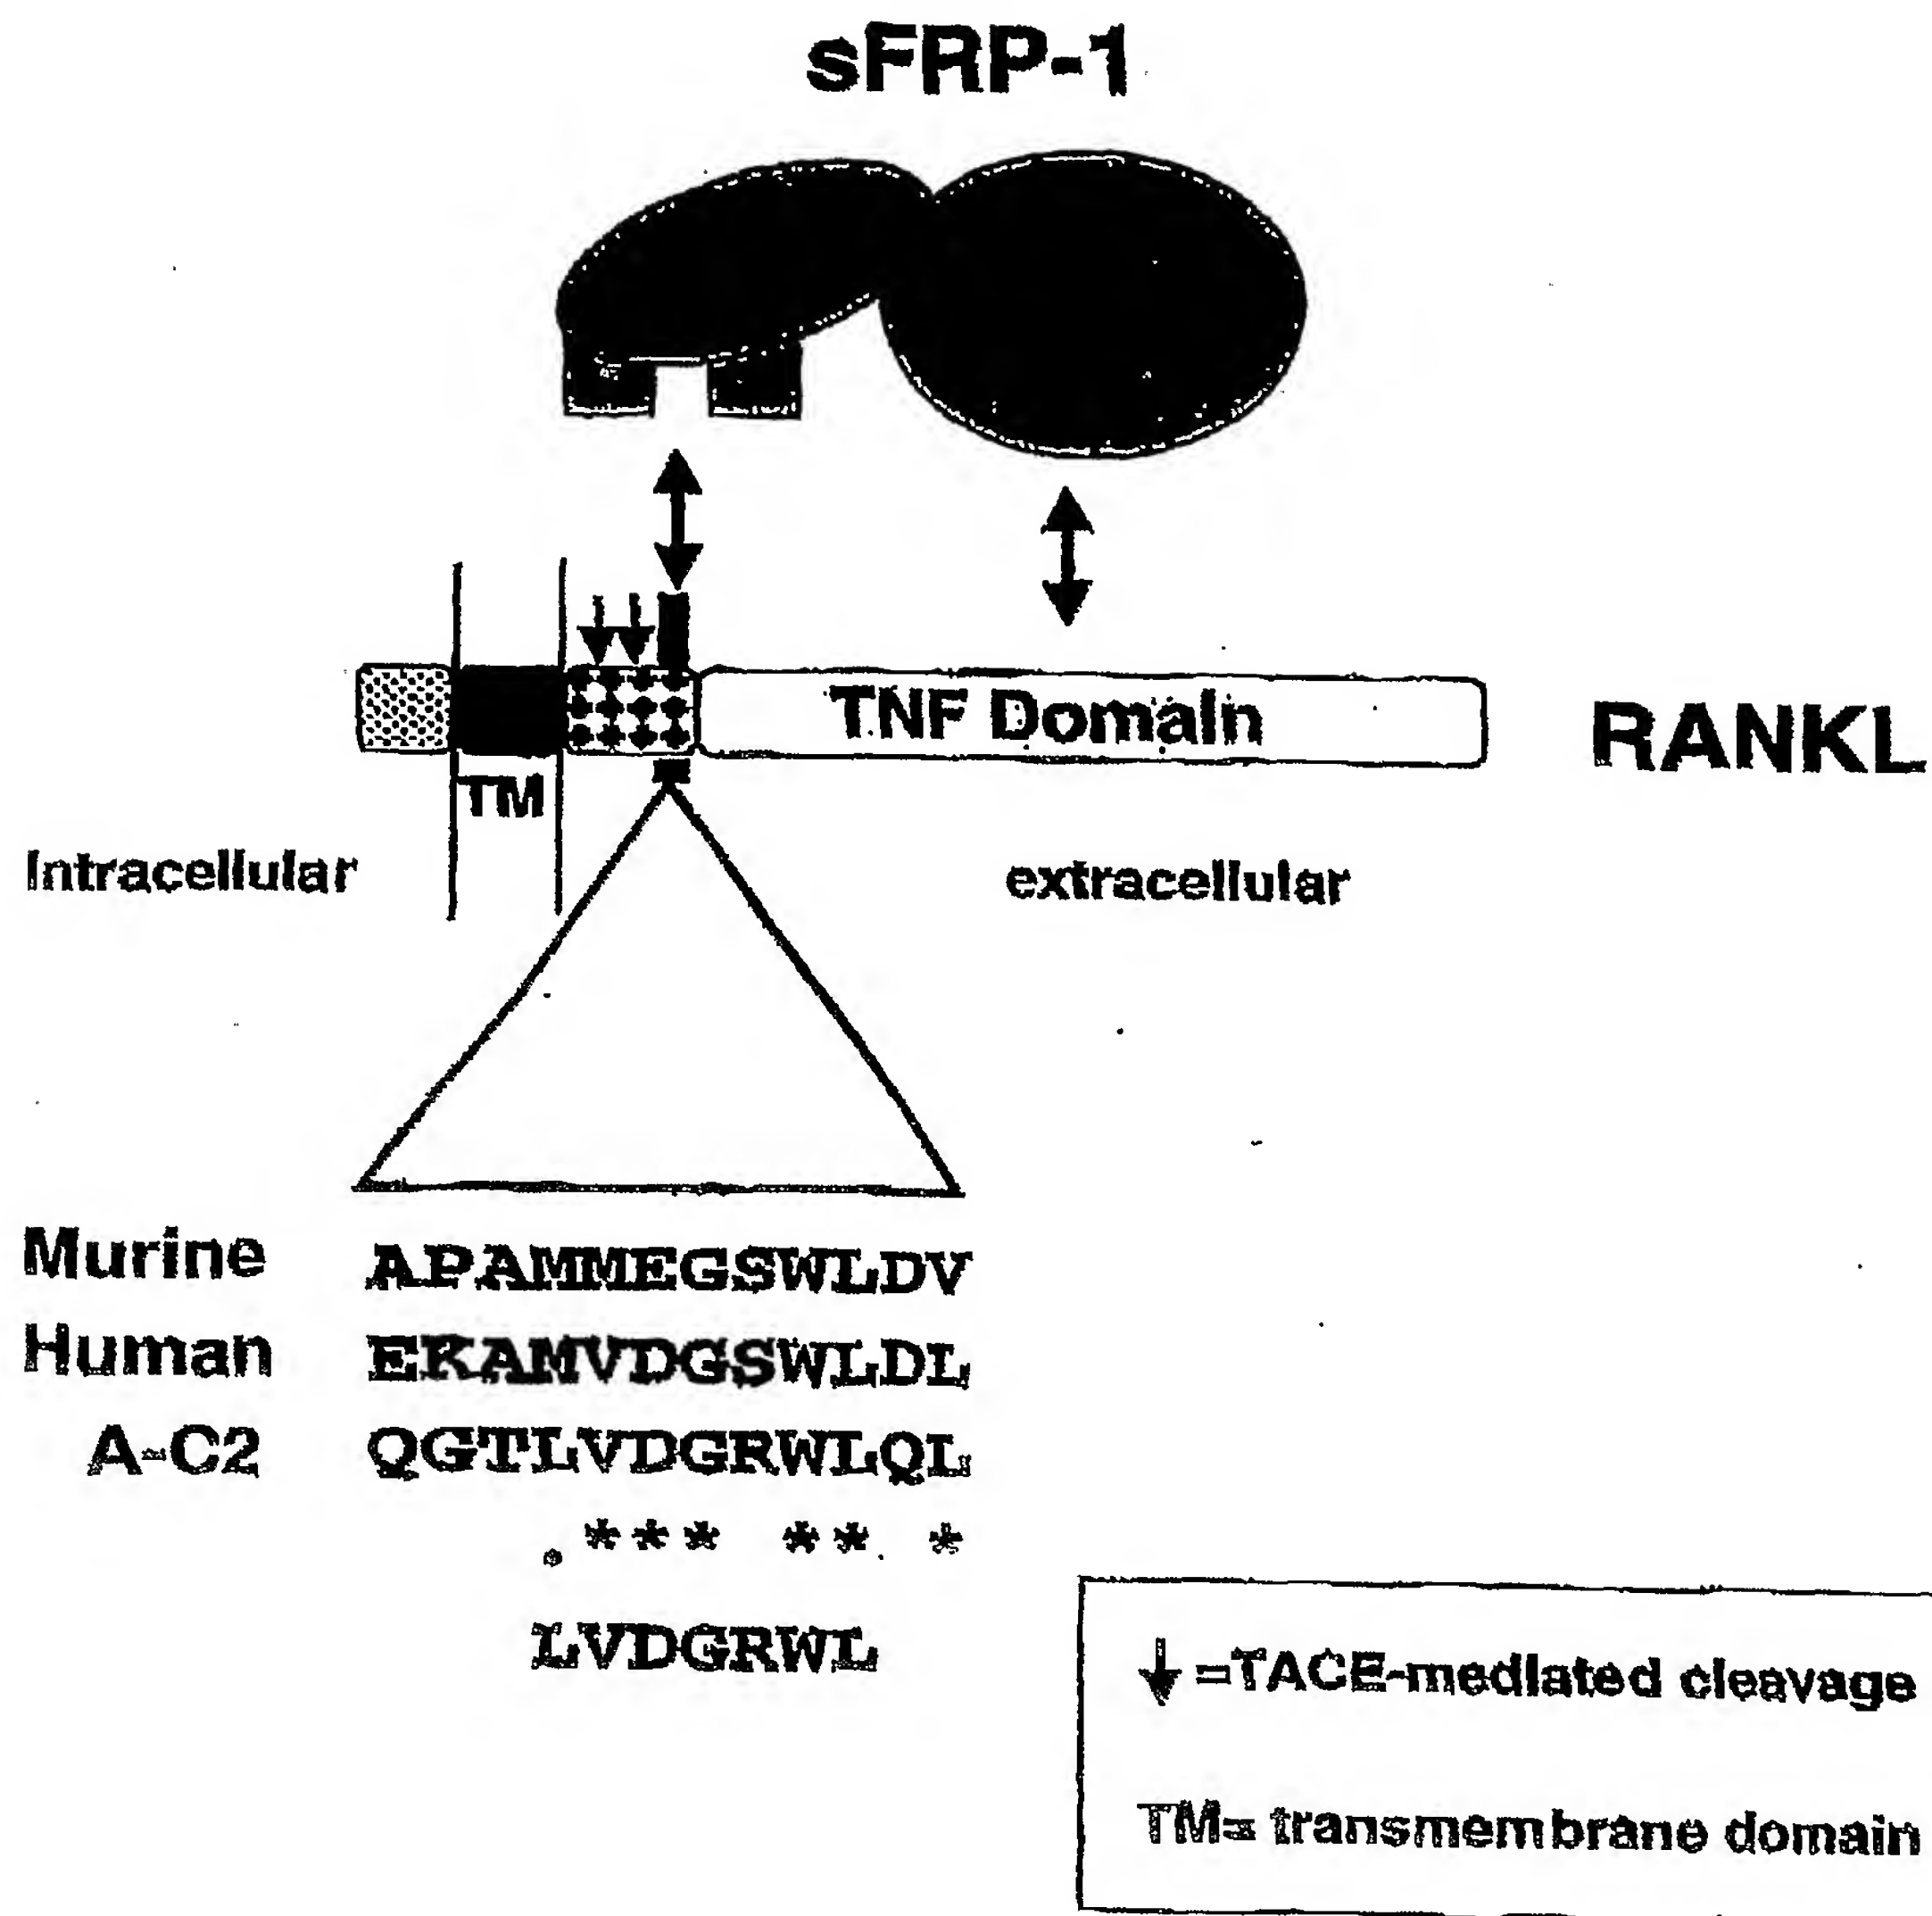 sFRP-1
TNF Domain
RANKL
TM
Intracellular
extracellular
Murine APAMMEGSWLDV
Human EKAMVDGSWLDL
A-C2 QGTLVDGRWLQL
.*** ** . *
LVDGRWL
=TACE-mediated cleavage
TM= transmembrane domain